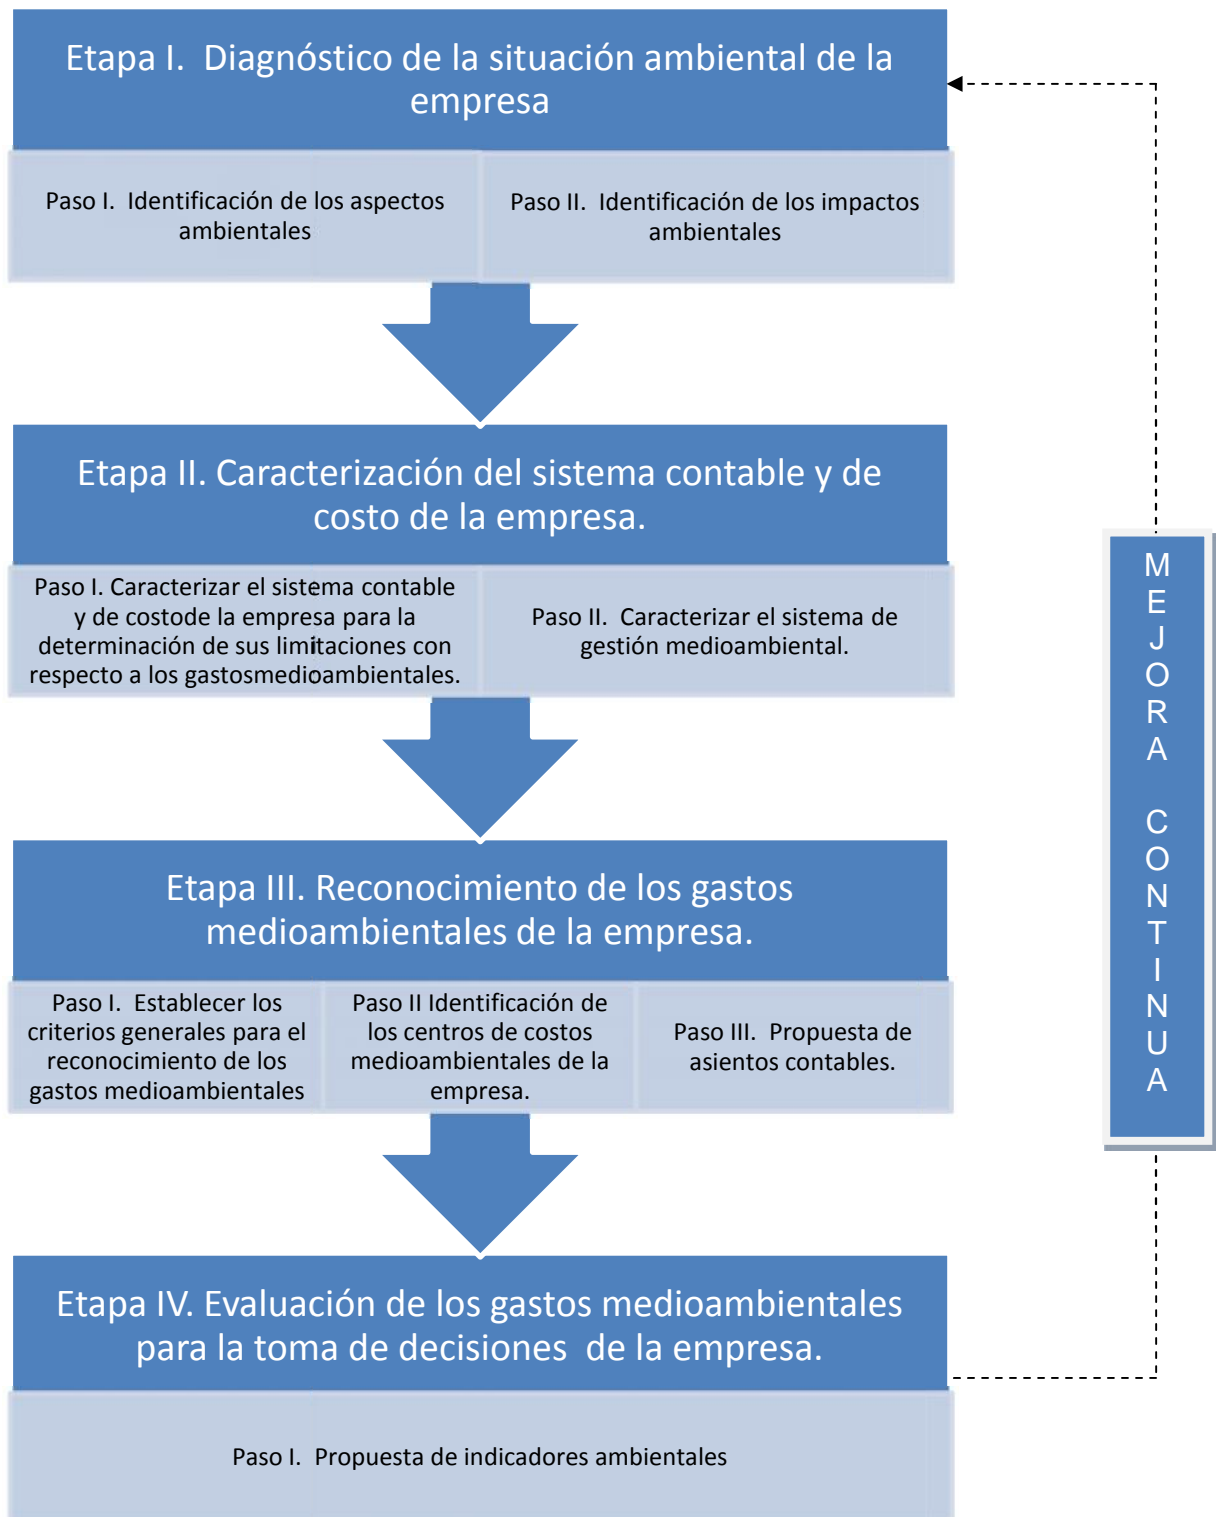 Etapa I.  Diagnóstico de la situación ambiental de la
empresa
Paso I.  Identificación de los aspectos
ambientales
Paso II.  Identificación de los impactos
ambientales
Etapa II. Caracterización del sistema contable y de
costo de la empresa.
Paso I. Caracterizar el sistema contable
y de costode la empresa para la
determinación de sus limitaciones con
respecto a los gastosmedioambientales.
Paso II.  Caracterizar el sistema de
gestión medioambiental.
Etapa III. Reconocimiento de los gastos
medioambientales de la empresa.
Paso I.  Establecer los
criterios generales para el
reconocimiento de los
gastos medioambientales
Paso II Identificación de
los centros de costos
medioambientales de la
empresa.
Paso III.  Propuesta de
asientos contables.
Etapa IV. Evaluación de los gastos medioambientales
para la toma de decisiones  de la empresa.
Paso I.  Propuesta de indicadores ambientales
MEJORA CONTINUA